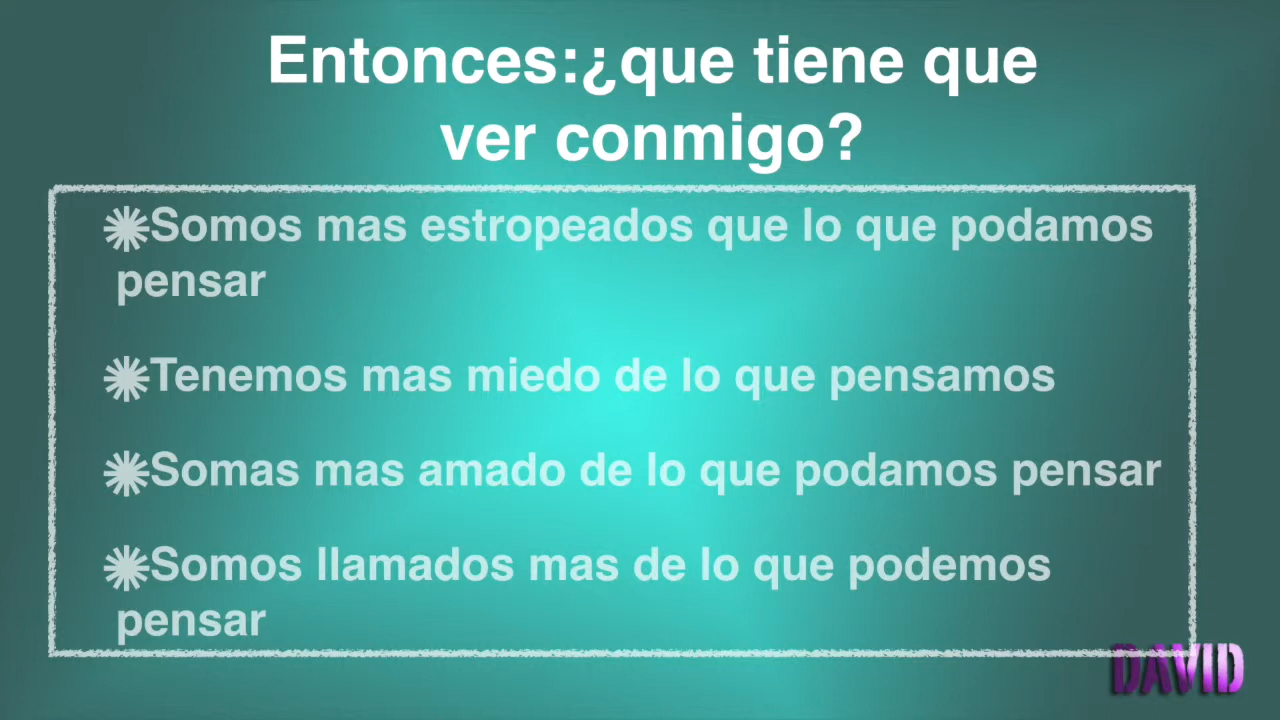 Entonces:¿que tiene que
ver conmigo?
Somos mas estropeados que lo que podamos
pensar
Tenemos mas miedo de lo que pensamos
Somas mas amado de lo que podamos pensar
Somos llamados mas de lo que podemos
pensar
DAVID